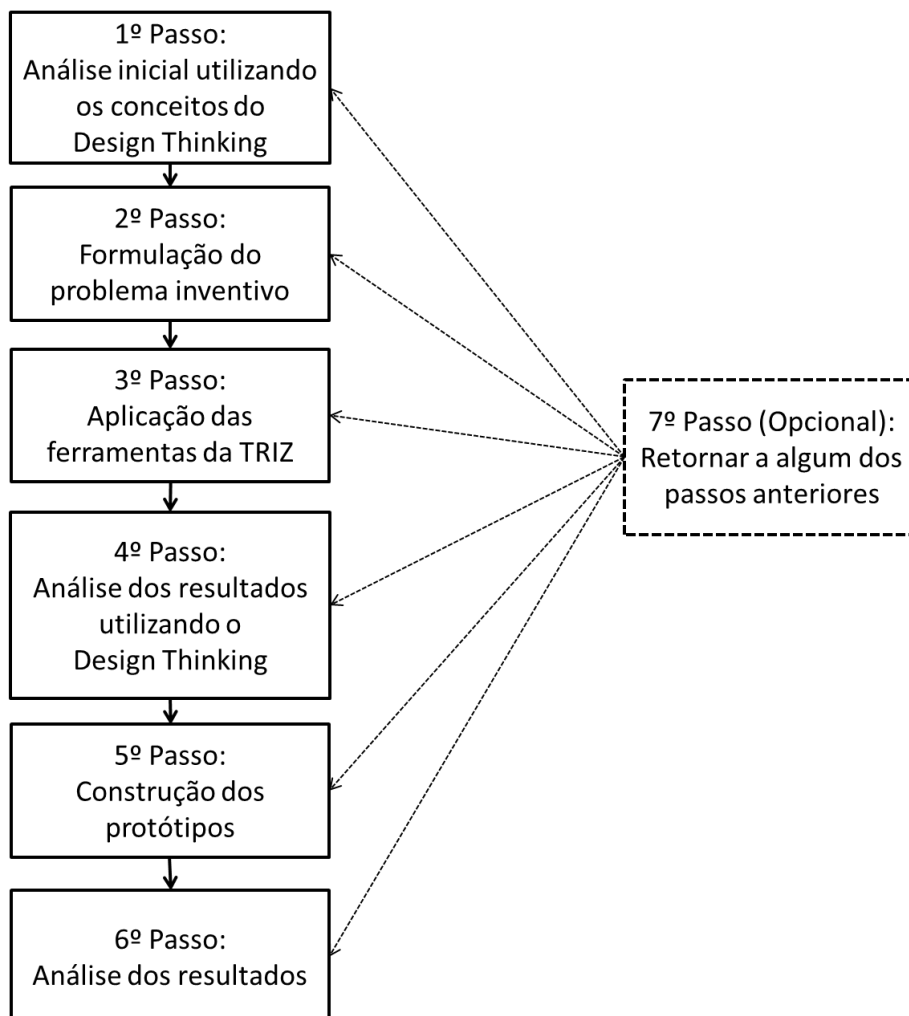 1º Passo:
Análise inicial utilizando
os conceitos do
Design Thinking
2º Passo:
Formulação do
problema inventivo
3º Passo:
Aplicação das
ferramentas da TRIZ
4º Passo:
Análise dos resultados
utilizando o
Design Thinking
5º Passo:
Construção dos
protótipos
6º Passo:
Análise dos resultados
7º Passo (Opcional):
Retornar a algum dos
passos anteriores